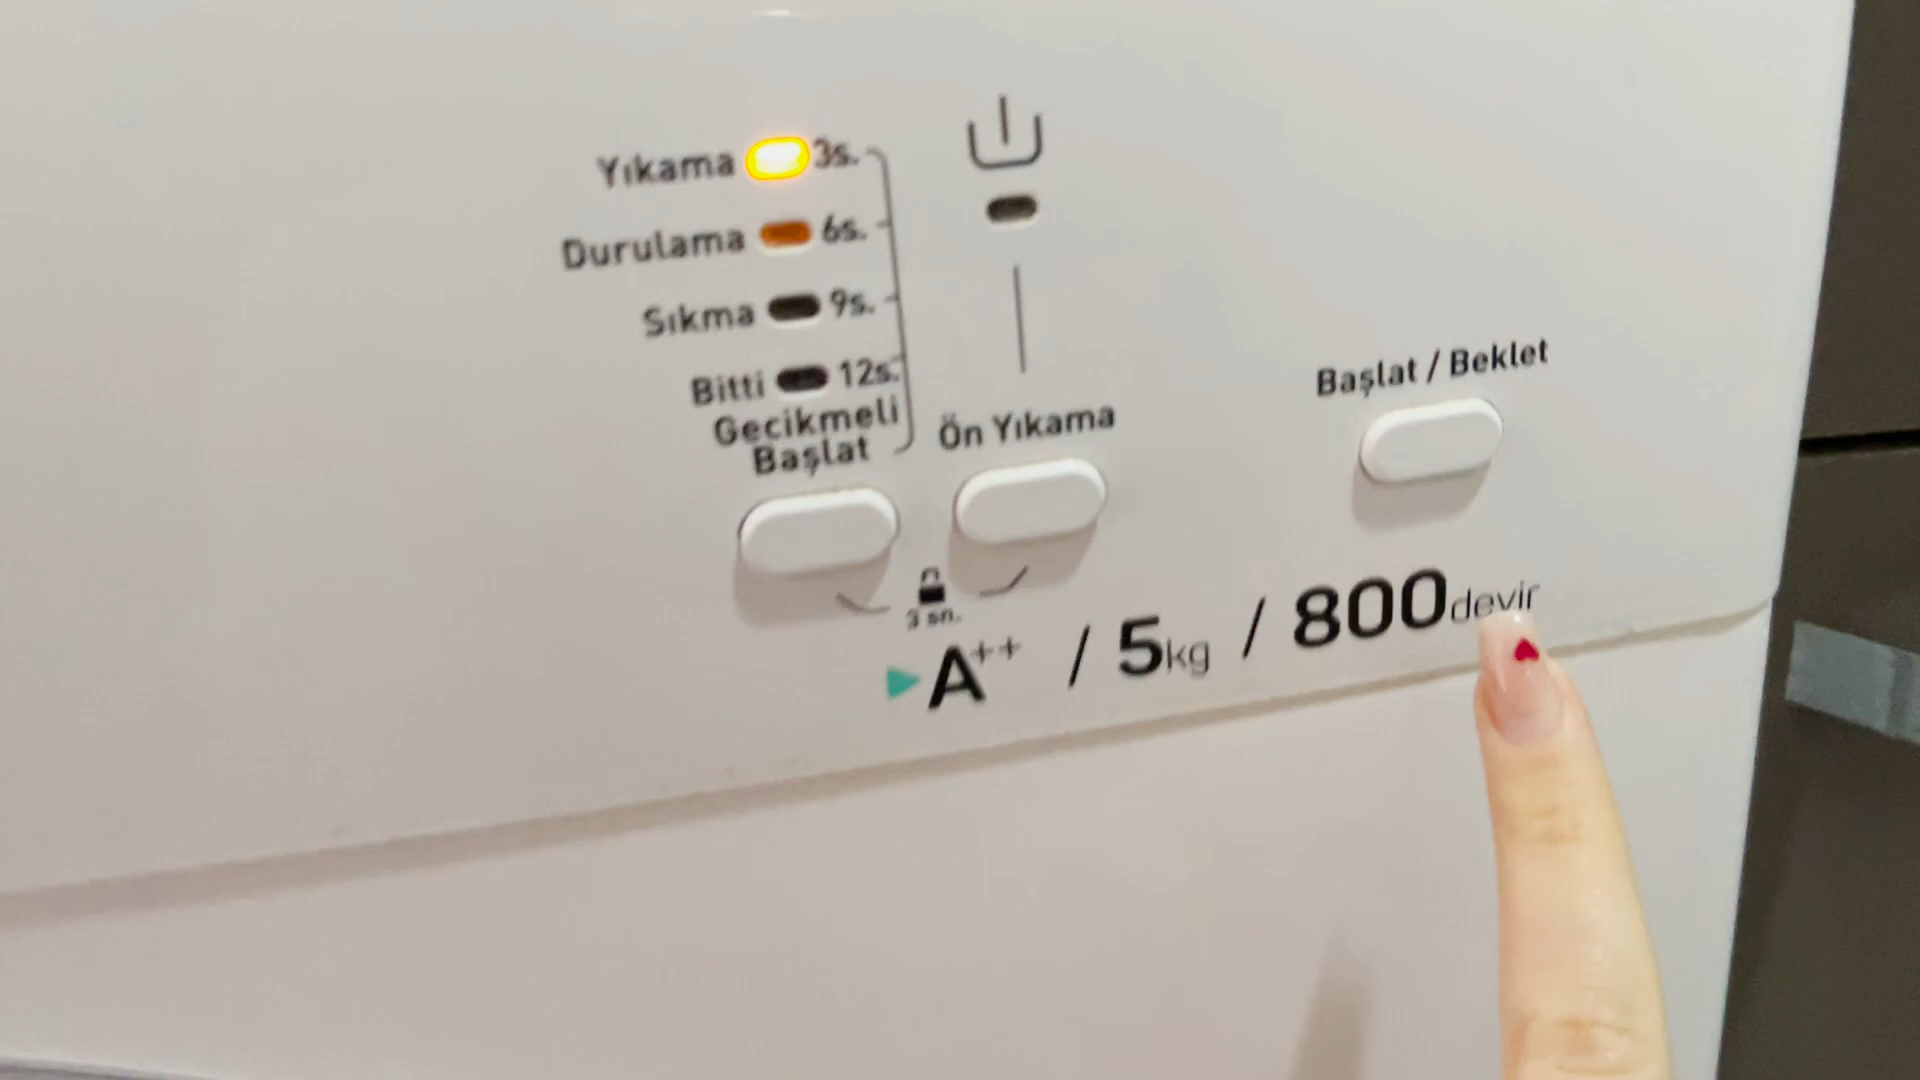 Yıkama 3s.
Durulama 6s.
Sıkma 9s.
Bitti 12s.
Gecikmeli
Başlat
Ön Yıkama
Başlat / Beklet
3 sn.
A++ / 5kg / 800devir